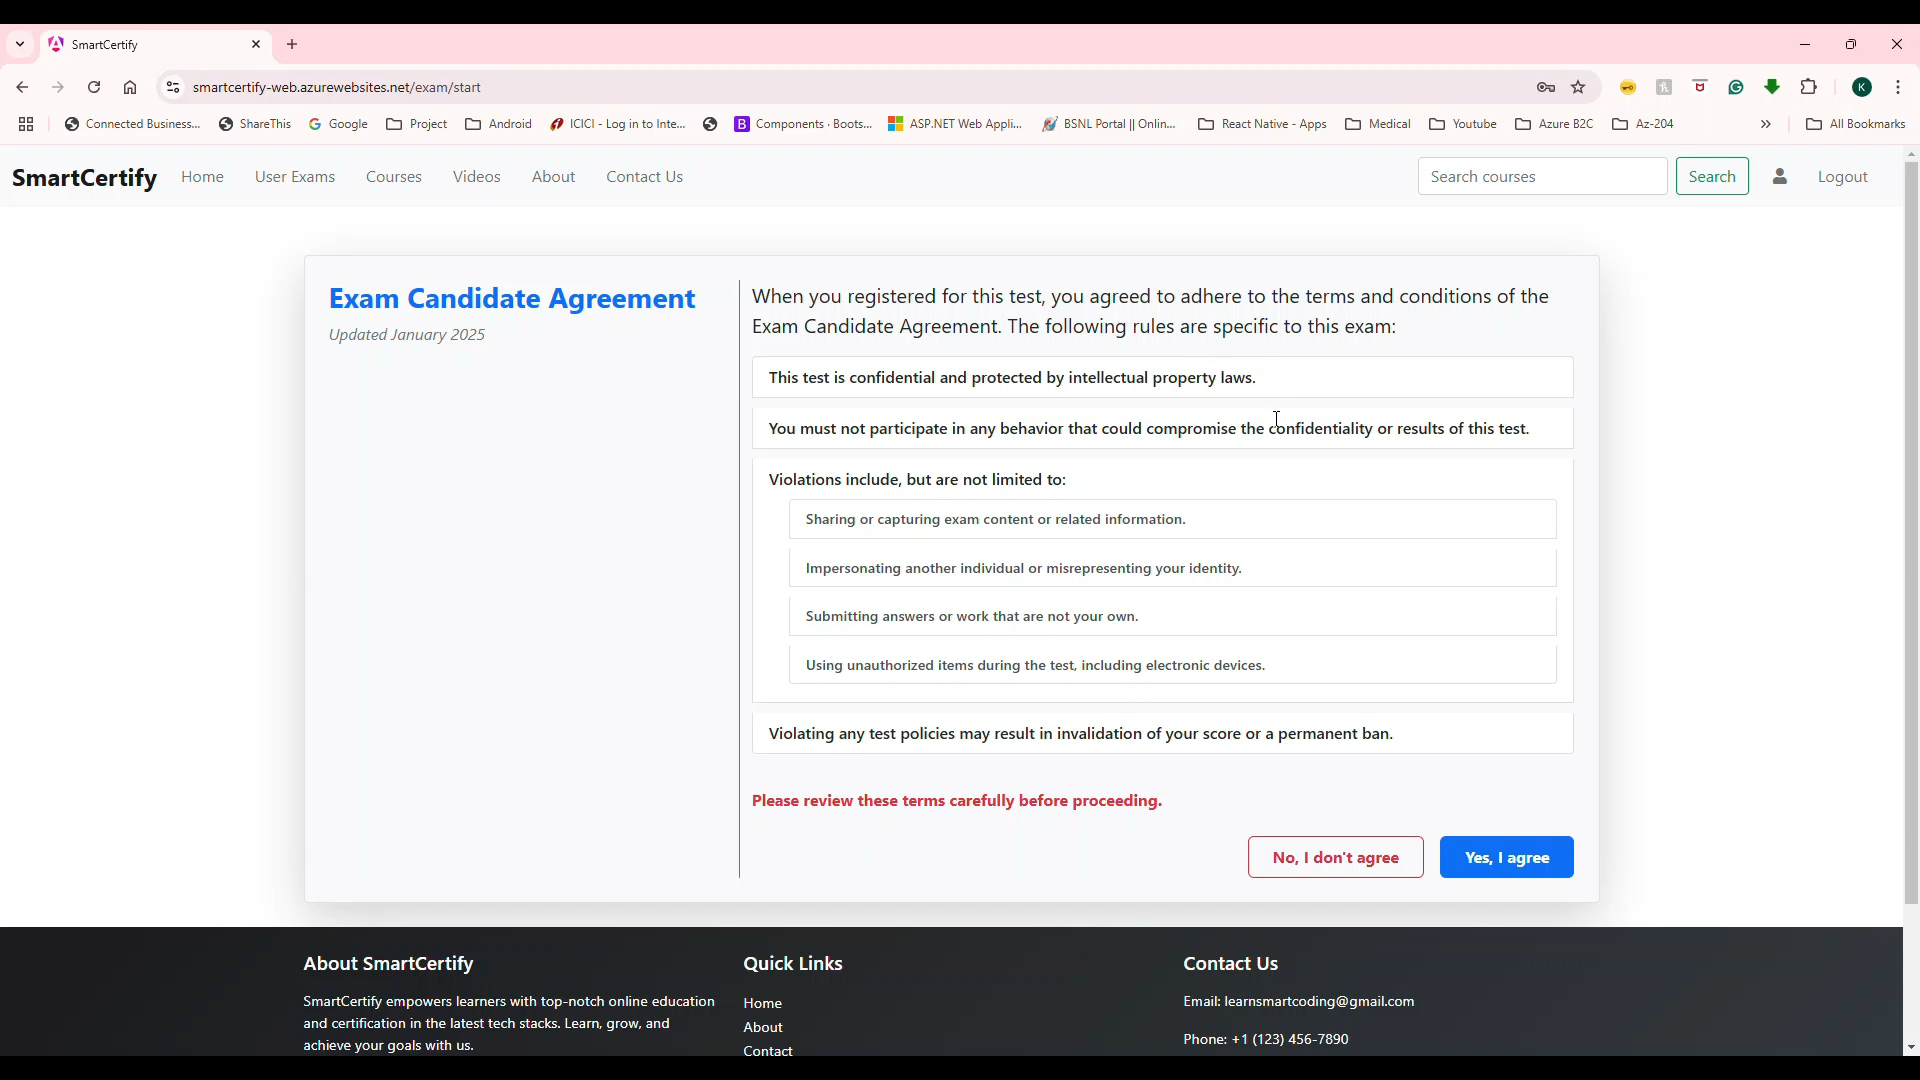 SmartCertify
smartcertify-web.azurewebsites.net/exam/start
K
Connected Business...
ShareThis
Google
Project
Android
ICICI - Log in to Inte...
Components · Boots...
ASP.NET Web Appli...
BSNL Portal || Onlin...
React Native - Apps
Medical
Youtube
Azure B2C
Az-204
All Bookmarks
SmartCertify
Home
User Exams
Courses
Videos
About
Contact Us
Search courses
Search
Logout
Exam Candidate Agreement
Updated January 2025
When you registered for this test, you agreed to adhere to the terms and conditions of the
Exam Candidate Agreement. The following rules are specific to this exam:
This test is confidential and protected by intellectual property laws.
You must not participate in any behavior that could compromise the confidentiality or results of this test.
Violations include, but are not limited to:
Sharing or capturing exam content or related information.
Impersonating another individual or misrepresenting your identity.
Submitting answers or work that are not your own.
Using unauthorized items during the test, including electronic devices.
Violating any test policies may result in invalidation of your score or a permanent ban.
Please review these terms carefully before proceeding.
No, I don't agree
Yes, I agree
About SmartCertify
SmartCertify empowers learners with top-notch online education
and certification in the latest tech stacks. Learn, grow, and
achieve your goals with us.
Quick Links
Home
About
Contact
Contact Us
Email: learnsmartcoding@gmail.com
Phone: +1 (123) 456-7890